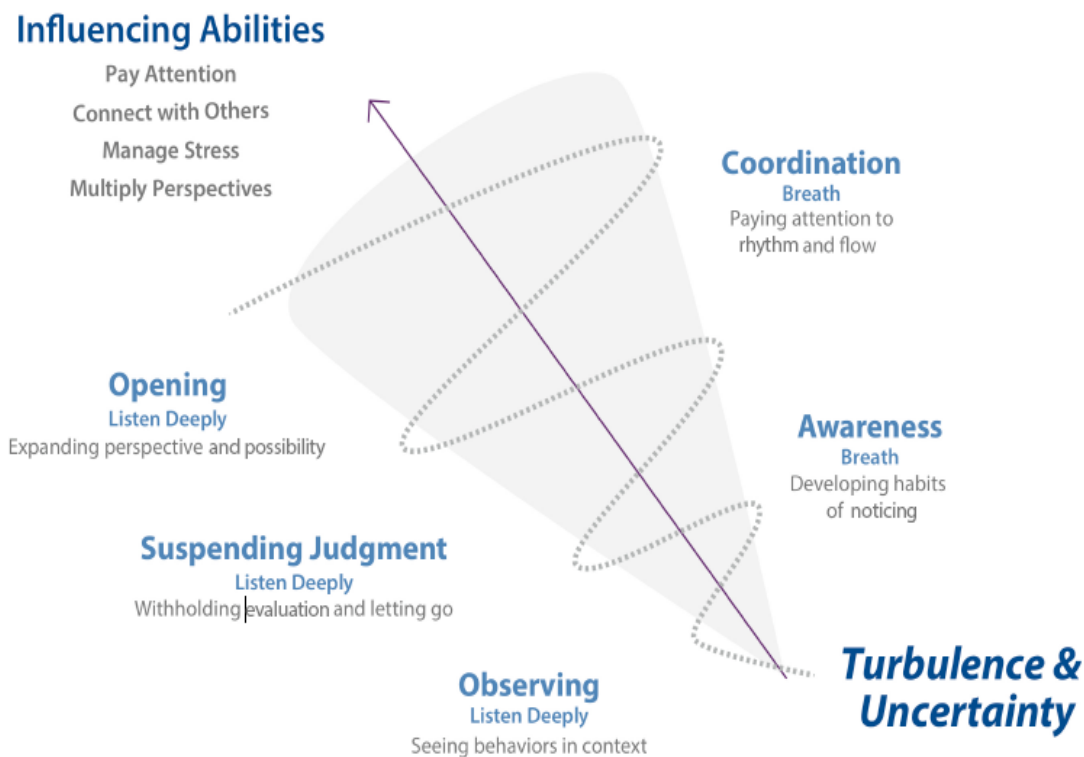 Influencing Abilities
Pay Attention
Connect with Others
Manage Stress
Multiply Perspectives
Coordination
Breath
Paying attention to
rhythm and flow
Opening
Listen Deeply
Expanding perspective and possibility
Awareness
Breath
Developing habits
of noticing
Suspending Judgment
Listen Deeply
Withholding evaluation and letting go
Observing
Listen Deeply
Seeing behaviors in context
Turbulence &
Uncertainty